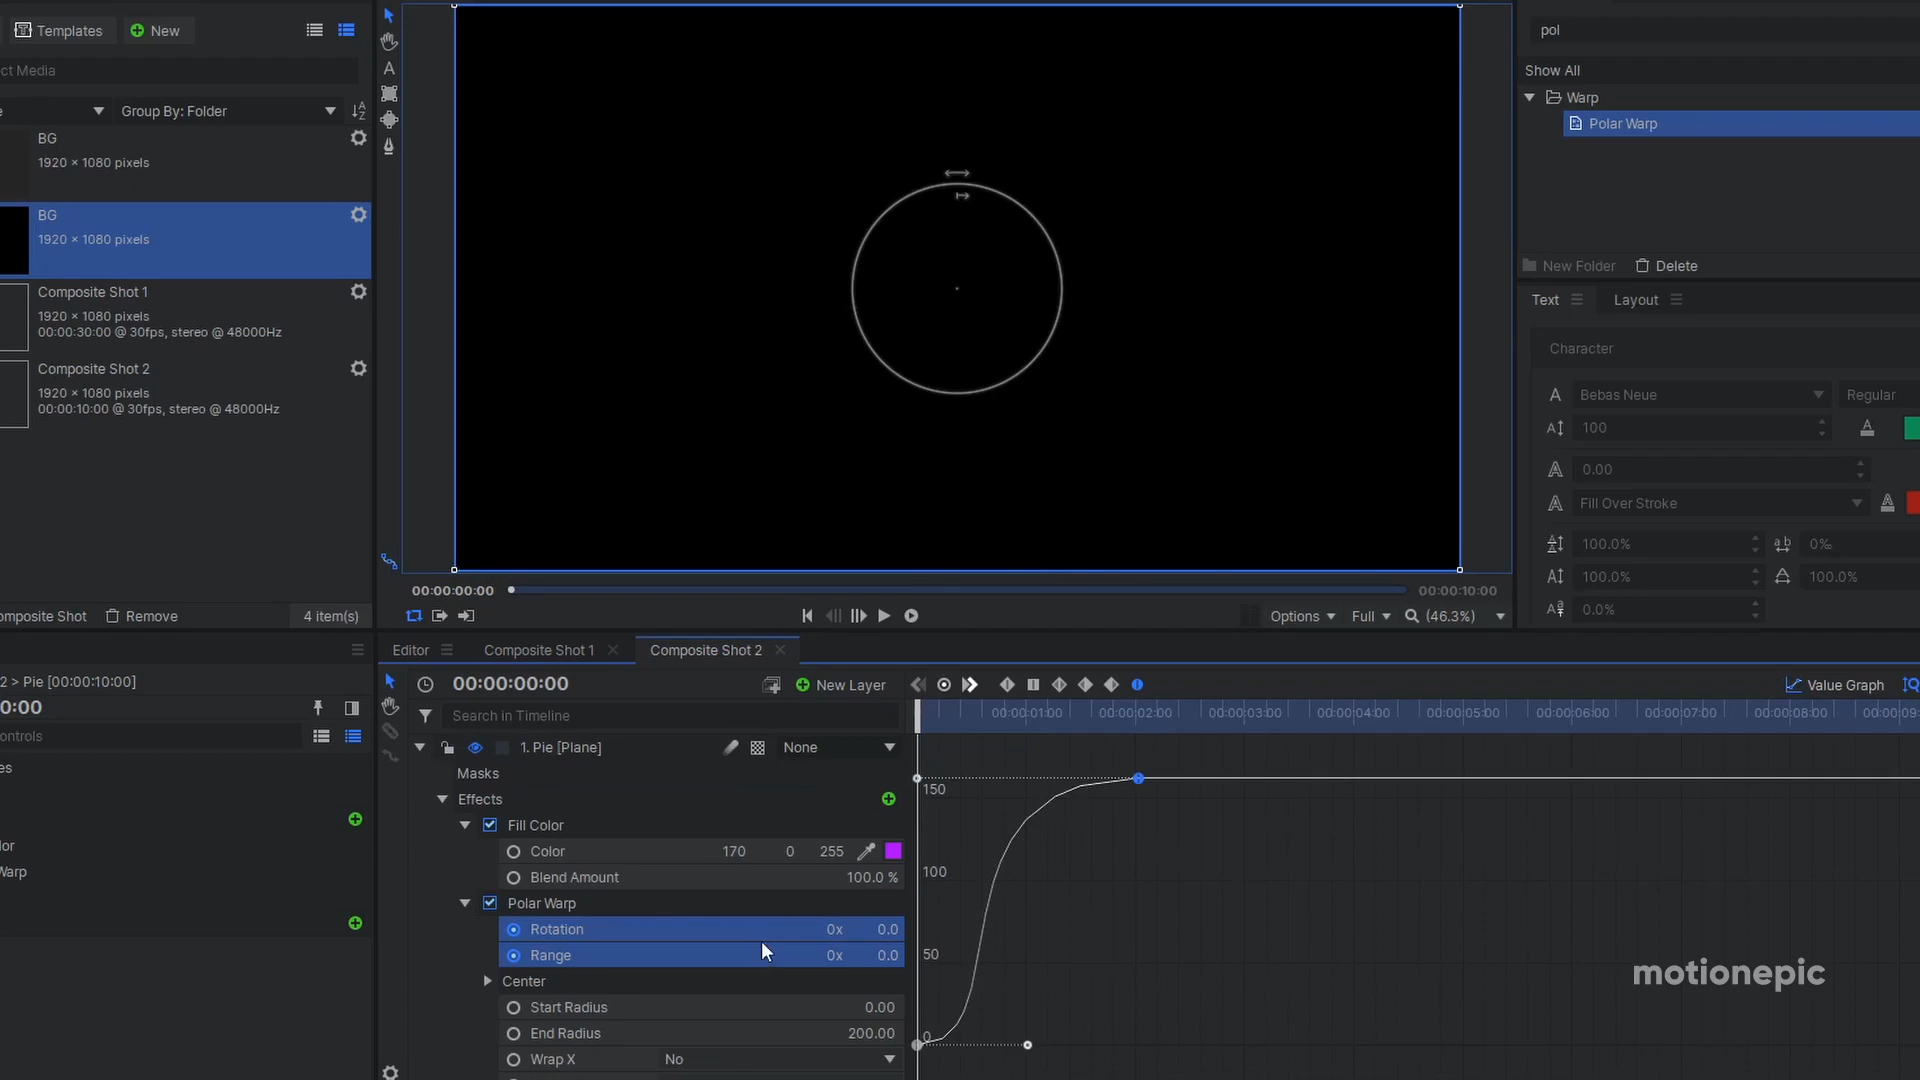 Templates
New
ct Media
e
Group By: Folder
BG
1920 × 1080 pixels
BG
1920 × 1080 pixels
Composite Shot 1
1920 × 1080 pixels
00:00:30:00 @ 30fps, stereo @ 48000Hz
Composite Shot 2
1920 × 1080 pixels
00:00:10:00 @ 30fps, stereo @ 48000Hz
omposite Shot
Remove
4 item(s)
00:00:00:00
00:00:10:00
Options
Full
(46.3%)
pol
Show All
Warp
Polar Warp
New Folder
Delete
Text
Layout
Character
Bebas Neue
Regular
100
0.00
Fill Over Stroke
100.0%
0‰
100.0%
100.0%
0.0%
2 > Pie [00:00:10:00]
0:00
ontrols
es
or
Warp
Editor
Composite Shot 1
Composite Shot 2
00:00:00:00
New Layer
Value Graph
Search in Timeline
00:00:01:00
00:00:02:00
00:00:03:00
00:00:04:00
00:00:05:00
00:00:06:00
00:00:07:00
00:00:08:00
00:00:09:
1. Pie [Plane]
None
Masks
Effects
Fill Color
Color 170 0 255
Blend Amount 100.0 %
Polar Warp
Rotation 0x 0.0
Range 0x 0.0
Center
Start Radius 0.00
End Radius 200.00
Wrap X No
150
100
50
0
motionepic